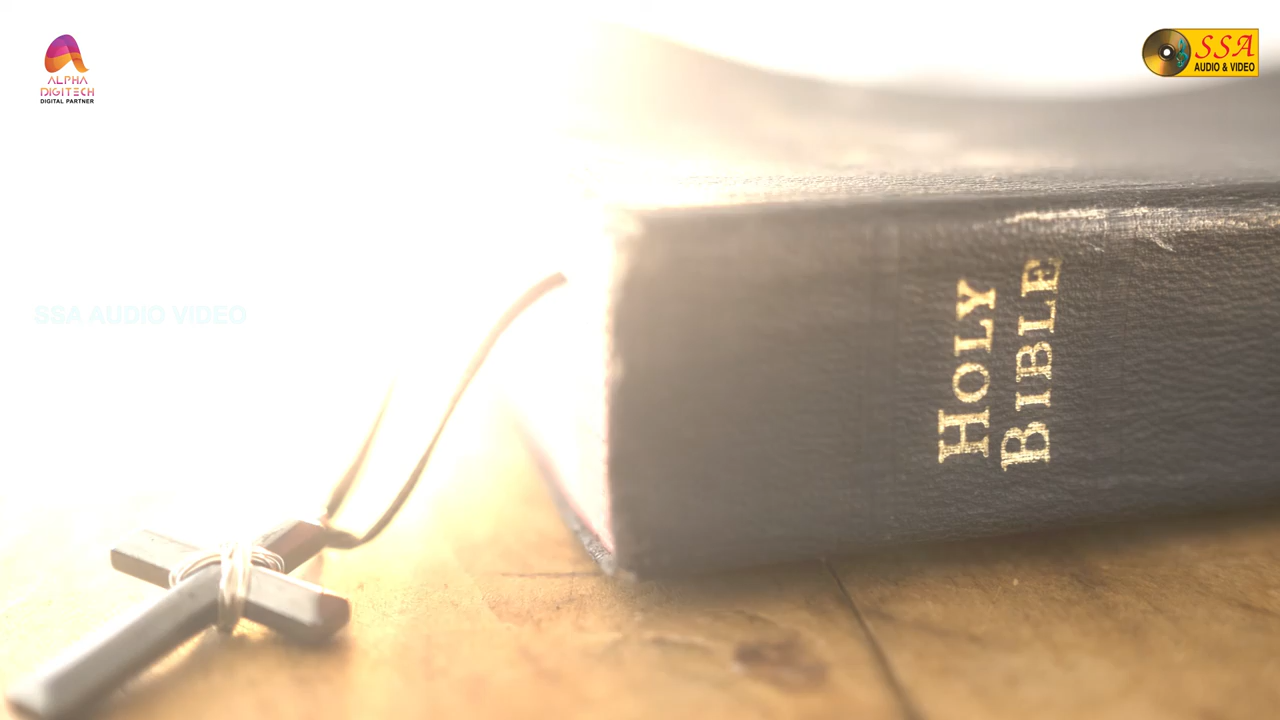 ALPHA
DIGITECH
DIGITAL PARTNER
SSA
AUDIO & VIDEO
SSA AUDIO VIDEO
HOLY
BIBLE